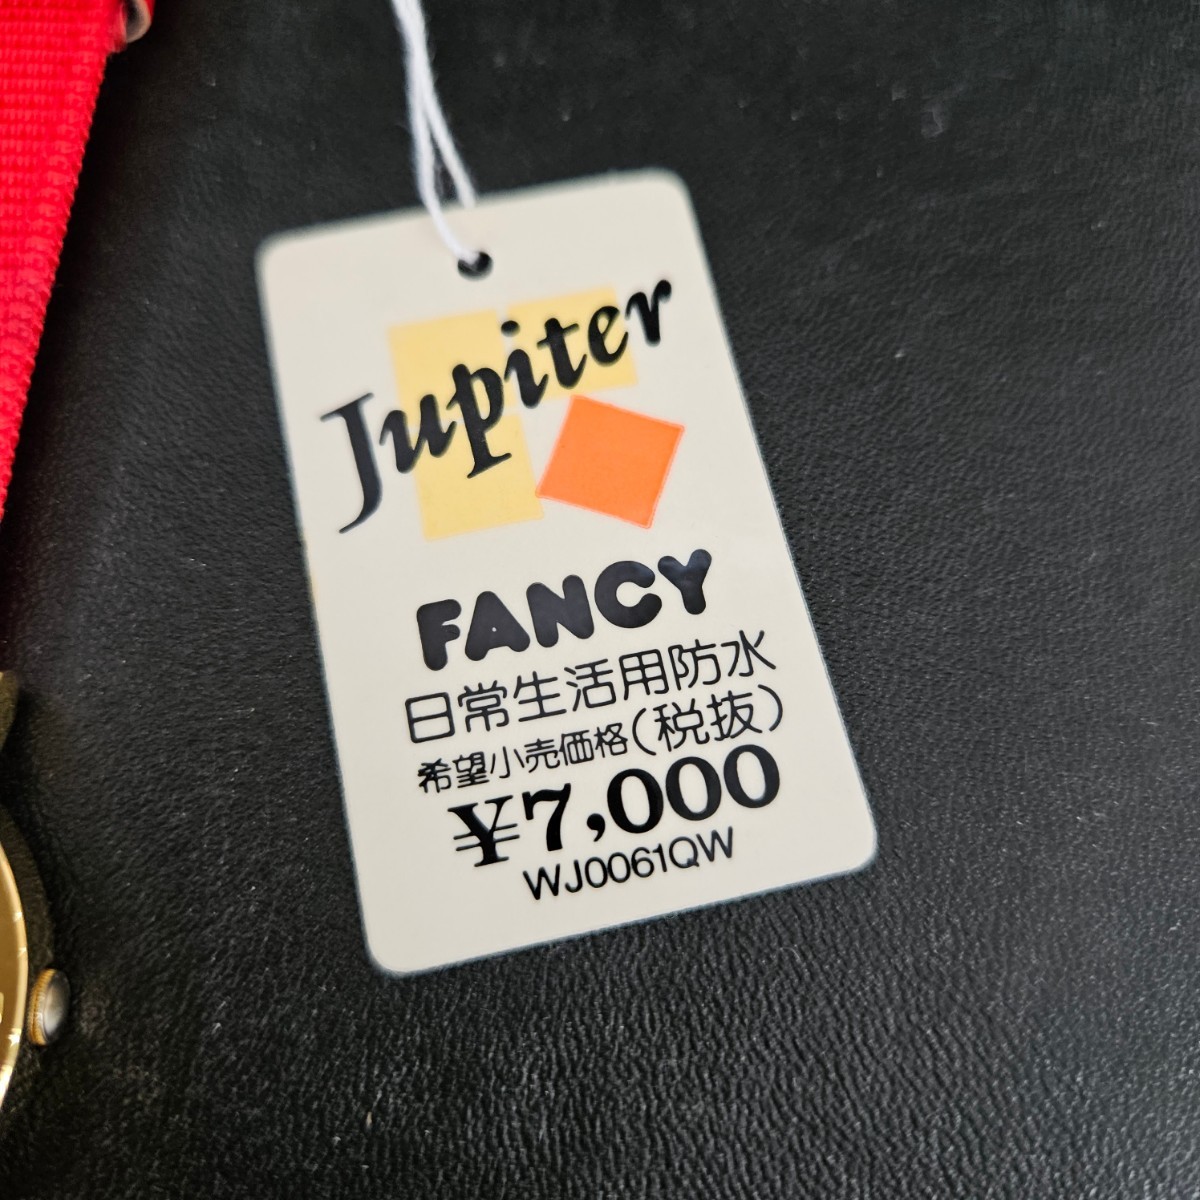 Jupiter
FANCY
日常生活用防水
希望小売価格(税抜)
¥7,000
WJ0061QW